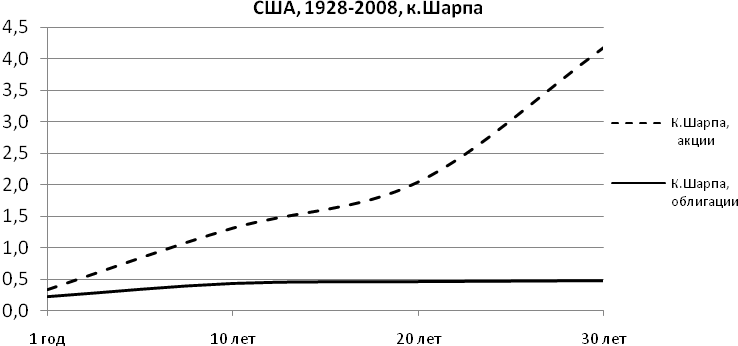 США, 1928-2008, к.Шарпа
4,5
4,0
3,5
3,0
2,5
2,0
1,5
1,0
0,5
0,0
1 год
10 лет
20 лет
30 лет
К.Шарпа,
акции
К.Шарпа,
облигации